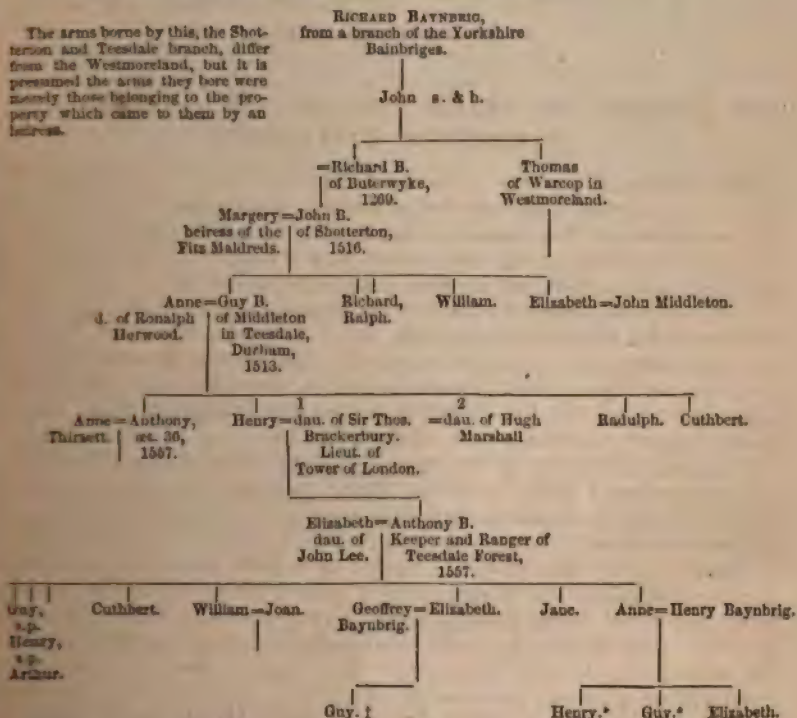 RICHARD BAYNBRIG,
from a branch of the Yorkshire
Bainbriges.
The arms borne by this, the Shot-
terson and Teesdale branch, differ
from the Westmoreland, but it is
presumed the arms they bore were
merely those belonging to the pro-
perty which came to them by an
heiress.
John s. & h.
=Richard B.
of Buterwyke,
1269.
Thomas
of Warcop in
Westmoreland.
Margery=John B.
heiress of the of Shotterton,
Fitz Maldreds. 1516.
Anne=Guy B. Richard, William. Elizabeth=John Middleton.
d. of Ronalph of Middleton Ralph.
Herwood. in Teesdale,
Durham,
1513.
1 2
Anne=Anthony, Henry=dau. of Sir Thos. =dau. of Hugh Radulph. Cuthbert.
Thirsett. æt. 36, Brackerbury. Marshall
1557. Lieut. of
Tower of London.
Elizabeth=Anthony B.
dau. of Keeper and Ranger of
John Lee. Teesdale Forest,
1557.
Guy, Cuthbert. William=Joan. Geoffrey=Elizabeth. Jane. Anne=Henry Baynbrig.
s.p. Baynbrig.
Henry,
s.p.
Arthur.
Guy.† Henry.* Guy.* Elizabeth.